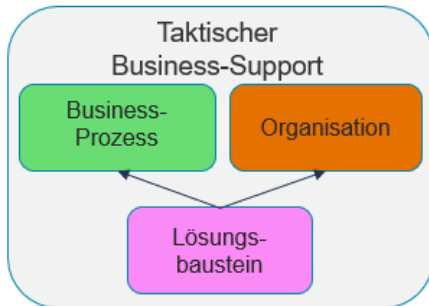 Taktischer
Business-Support
Business-
Prozess
Organisation
Lösungs-
baustein